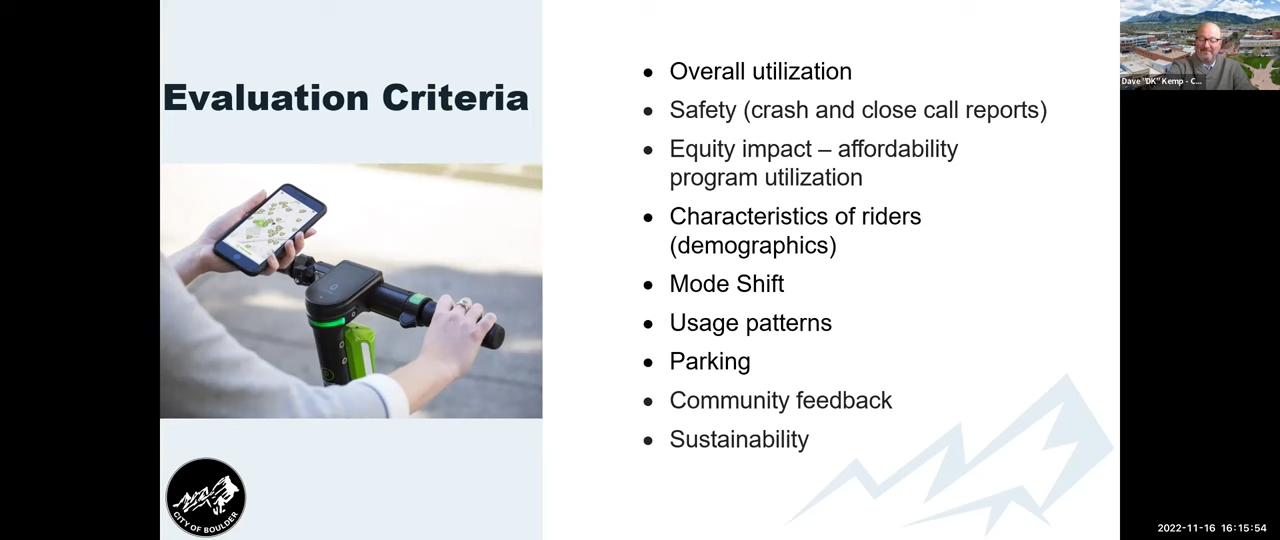 Evaluation Criteria
• Overall utilization
• Safety (crash and close call reports)
• Equity impact – affordability
program utilization
• Characteristics of riders
(demographics)
• Mode Shift
• Usage patterns
• Parking
• Community feedback
• Sustainability
CITY OF BOULDER
Dave "DK" Kemp - C...
2022-11-16 16:15:54